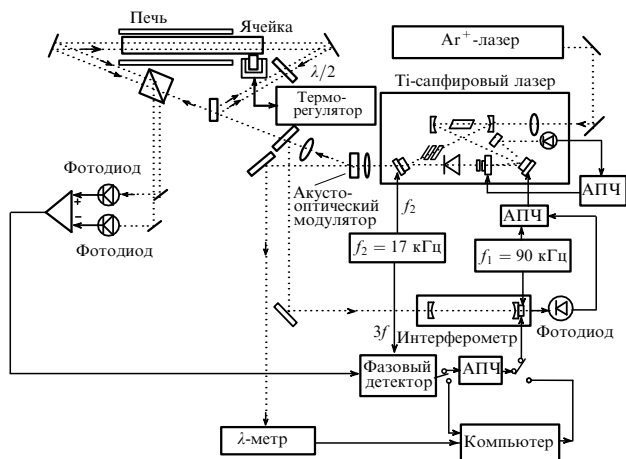 Печь
Ячейка
Ar⁺-лазер
λ/2
Ti-сапфировый лазер
Термо-
регулятор
Фотодиод
+
−
Фотодиод
Акусто-
оптический
модулятор
f₂
АПЧ
АПЧ
f₂ = 17 кГц
f₁ = 90 кГц
Интерферометр
Фотодиод
3f
Фазовый
детектор
АПЧ
λ-метр
Компьютер